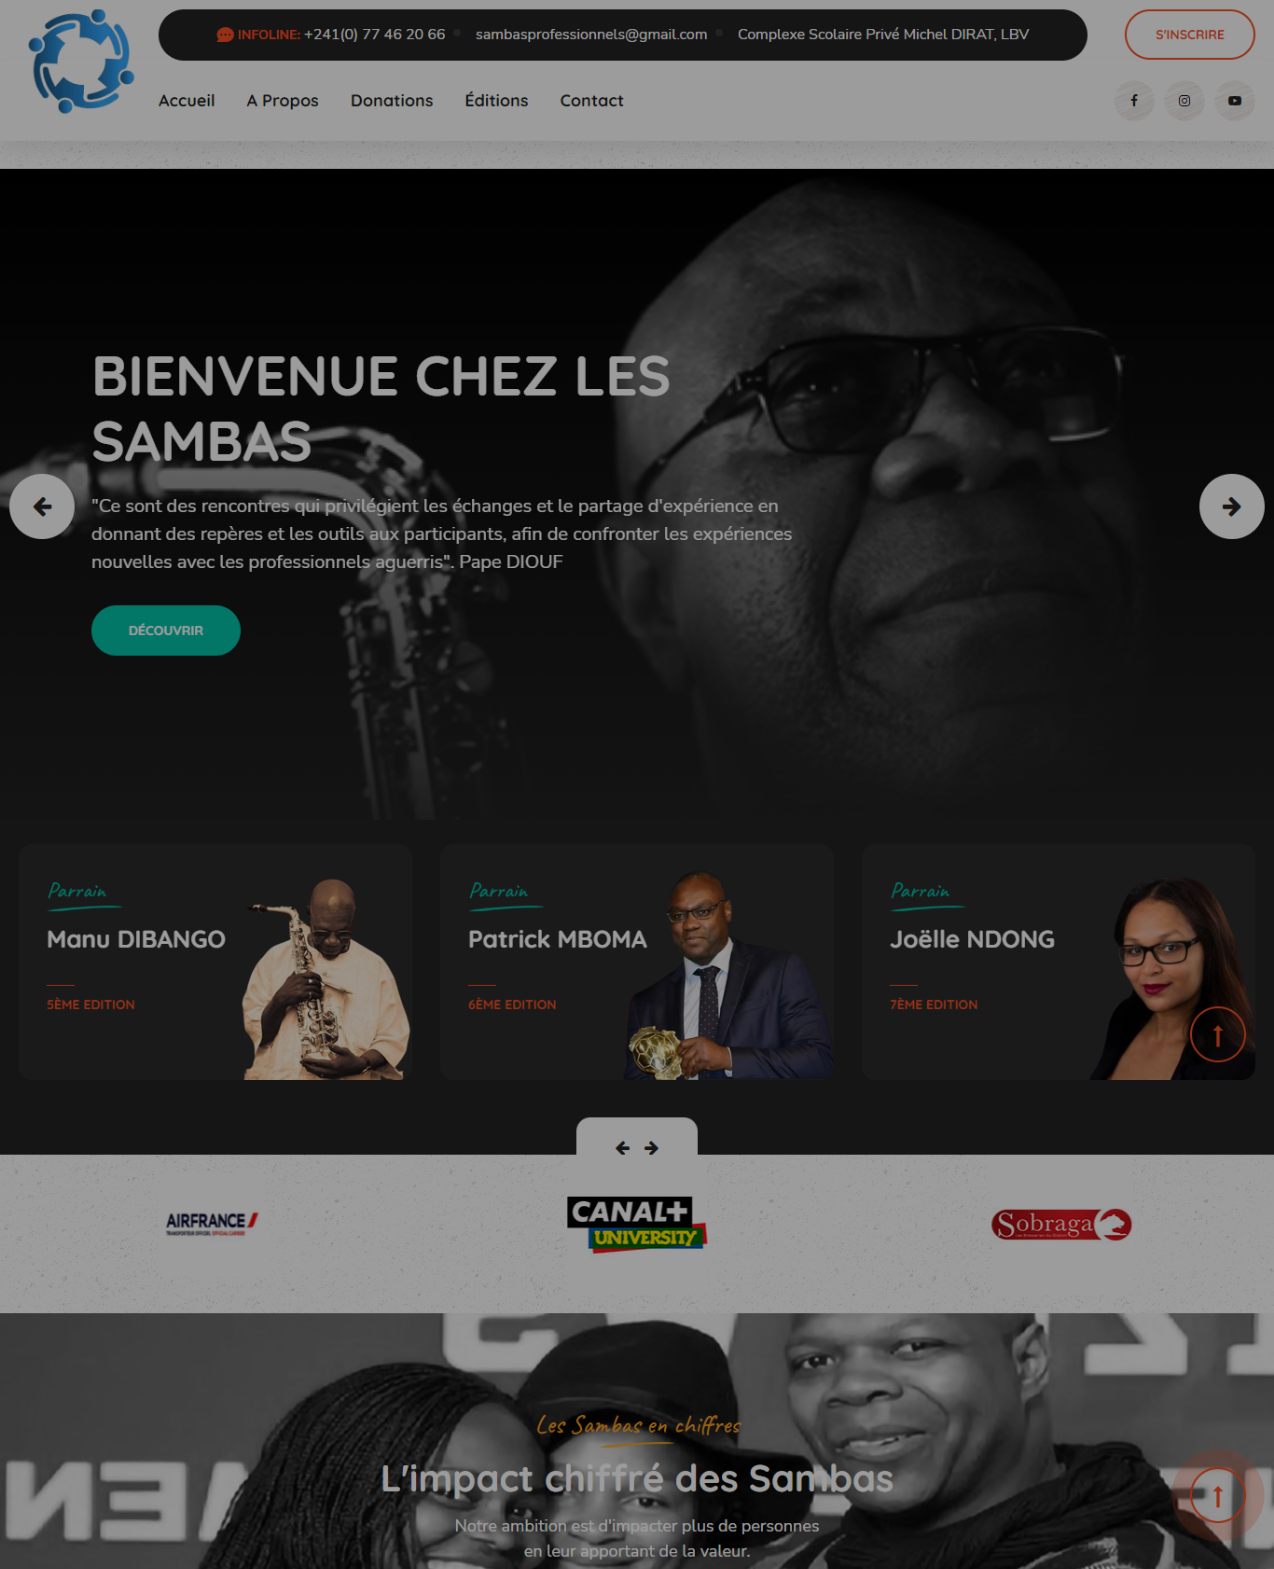 INFOLINE: +241(0) 77 46 20 66 sambasprofessionnels@gmail.com Complexe Scolaire Privé Michel DIRAT, LBV
S'INSCRIRE
Accueil A Propos Donations Éditions Contact
BIENVENUE CHEZ LES
SAMBAS
"Ce sont des rencontres qui privilégient les échanges et le partage d'expérience en
donnant des repères et les outils aux participants, afin de confronter les expériences
nouvelles avec les professionnels aguerris". Pape DIOUF
DÉCOUVRIR
Parrain
Manu DIBANGO
5ÈME EDITION
Parrain
Patrick MBOMA
6ÈME EDITION
Parrain
Joëlle NDONG
7ÈME EDITION
AIRFRANCE
CANAL+
UNIVERSITY
Sobraga
Les Sambas en chiffres
L'impact chiffré des Sambas
Notre ambition est d'impacter plus de personnes
en leur apportant de la valeur.